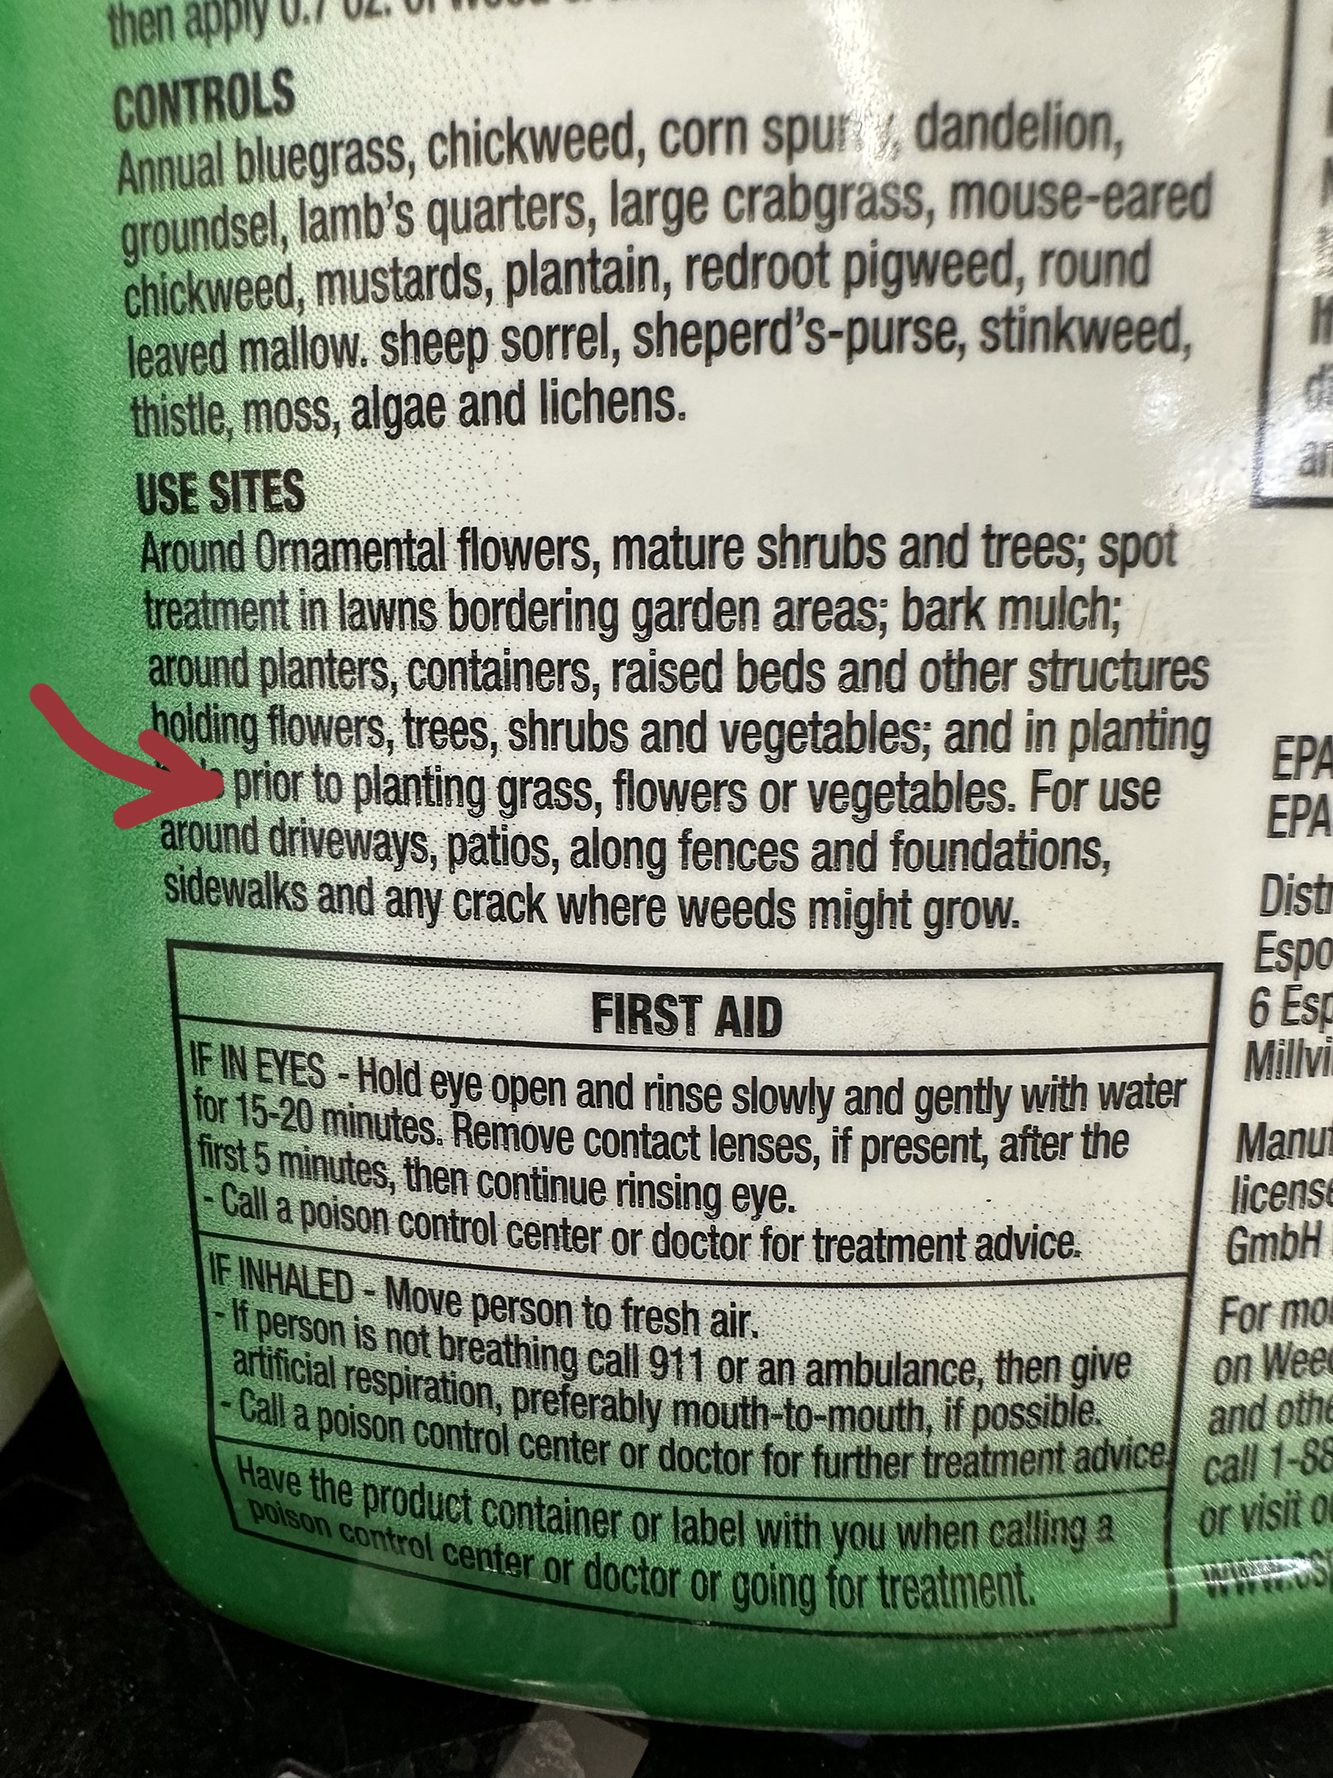 then apply 0.7 oz. of
CONTROLS
Annual bluegrass, chickweed, corn spurry, dandelion,
groundsel, lamb's quarters, large crabgrass, mouse-eared
chickweed, mustards, plantain, redroot pigweed, round
leaved mallow. sheep sorrel, sheperd's-purse, stinkweed,
thistle, moss, algae and lichens.
USE SITES
Around Ornamental flowers, mature shrubs and trees; spot
treatment in lawns bordering garden areas; bark mulch;
around planters, containers, raised beds and other structures
holding flowers, trees, shrubs and vegetables; and in planting
prior to planting grass, flowers or vegetables. For use
around driveways, patios, along fences and foundations,
sidewalks and any crack where weeds might grow.
FIRST AID
IF IN EYES - Hold eye open and rinse slowly and gently with water
for 15-20 minutes. Remove contact lenses, if present, after the
first 5 minutes, then continue rinsing eye.
- Call a poison control center or doctor for treatment advice.
IF INHALED - Move person to fresh air.
- If person is not breathing call 911 or an ambulance, then give
artificial respiration, preferably mouth-to-mouth, if possible.
- Call a poison control center or doctor for further treatment advice
Have the product container or label with you when calling a
poison control center or doctor or going for treatment.
EPA
EPA
Distr
Espo
6 Esp
Millvi
Manuf
license
GmbH
For mo
on Weed
and othe
call 1-88
or visit o
www.es